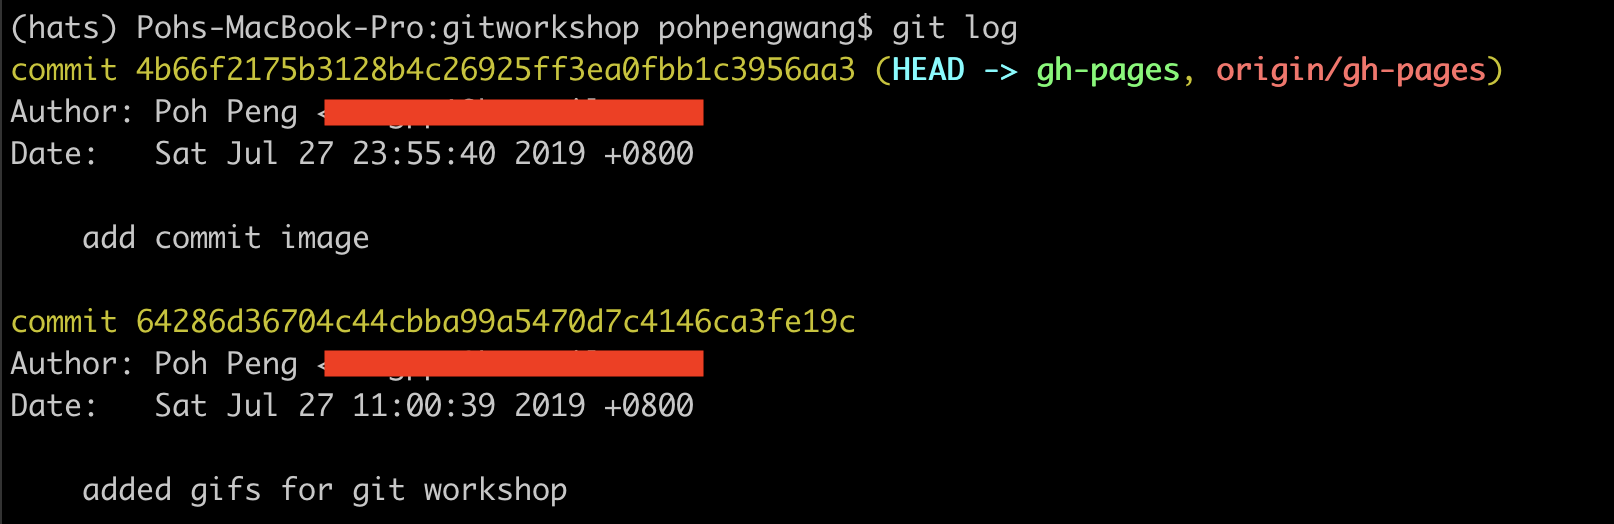 (hats) Pohs-MacBook-Pro:gitworkshop pohpengwang$ git log
commit 4b66f2175b3128b4c26925ff3ea0fbb1c3956aa3 (HEAD -> gh-pages, origin/gh-pages)
Author: Poh Peng <
Date:   Sat Jul 27 23:55:40 2019 +0800
add commit image
commit 64286d36704c44cbba99a5470d7c4146ca3fe19c
Author: Poh Peng <
Date:   Sat Jul 27 11:00:39 2019 +0800
added gifs for git workshop